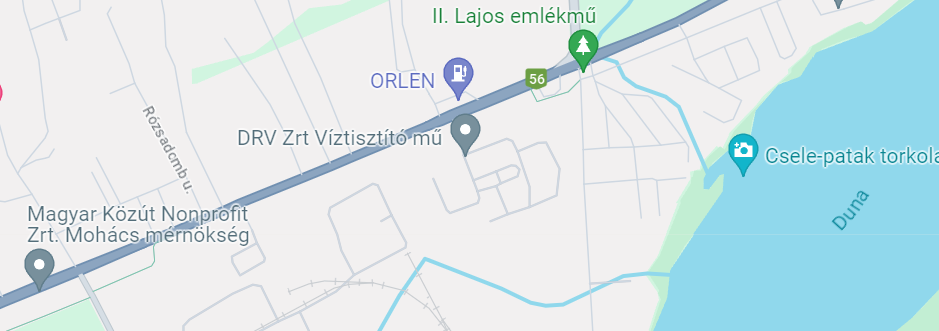 II. Lajos emlékmű
ORLEN
56
DRV Zrt Víztisztító mű
Rózsadomb u.
Csele-patak torkola
Duna
Magyar Közút Nonprofit
Zrt. Mohács mérnökség